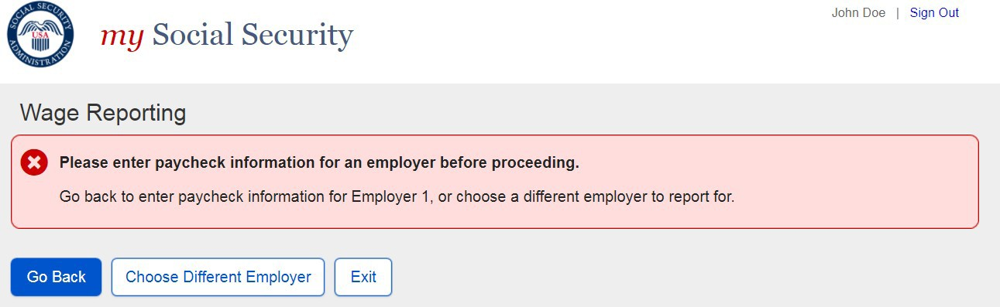 SOCIAL SECURITY
USA
ADMINISTRATION
my Social Security
John Doe | Sign Out
Wage Reporting
Please enter paycheck information for an employer before proceeding.
Go back to enter paycheck information for Employer 1, or choose a different employer to report for.
Go Back Choose Different Employer Exit